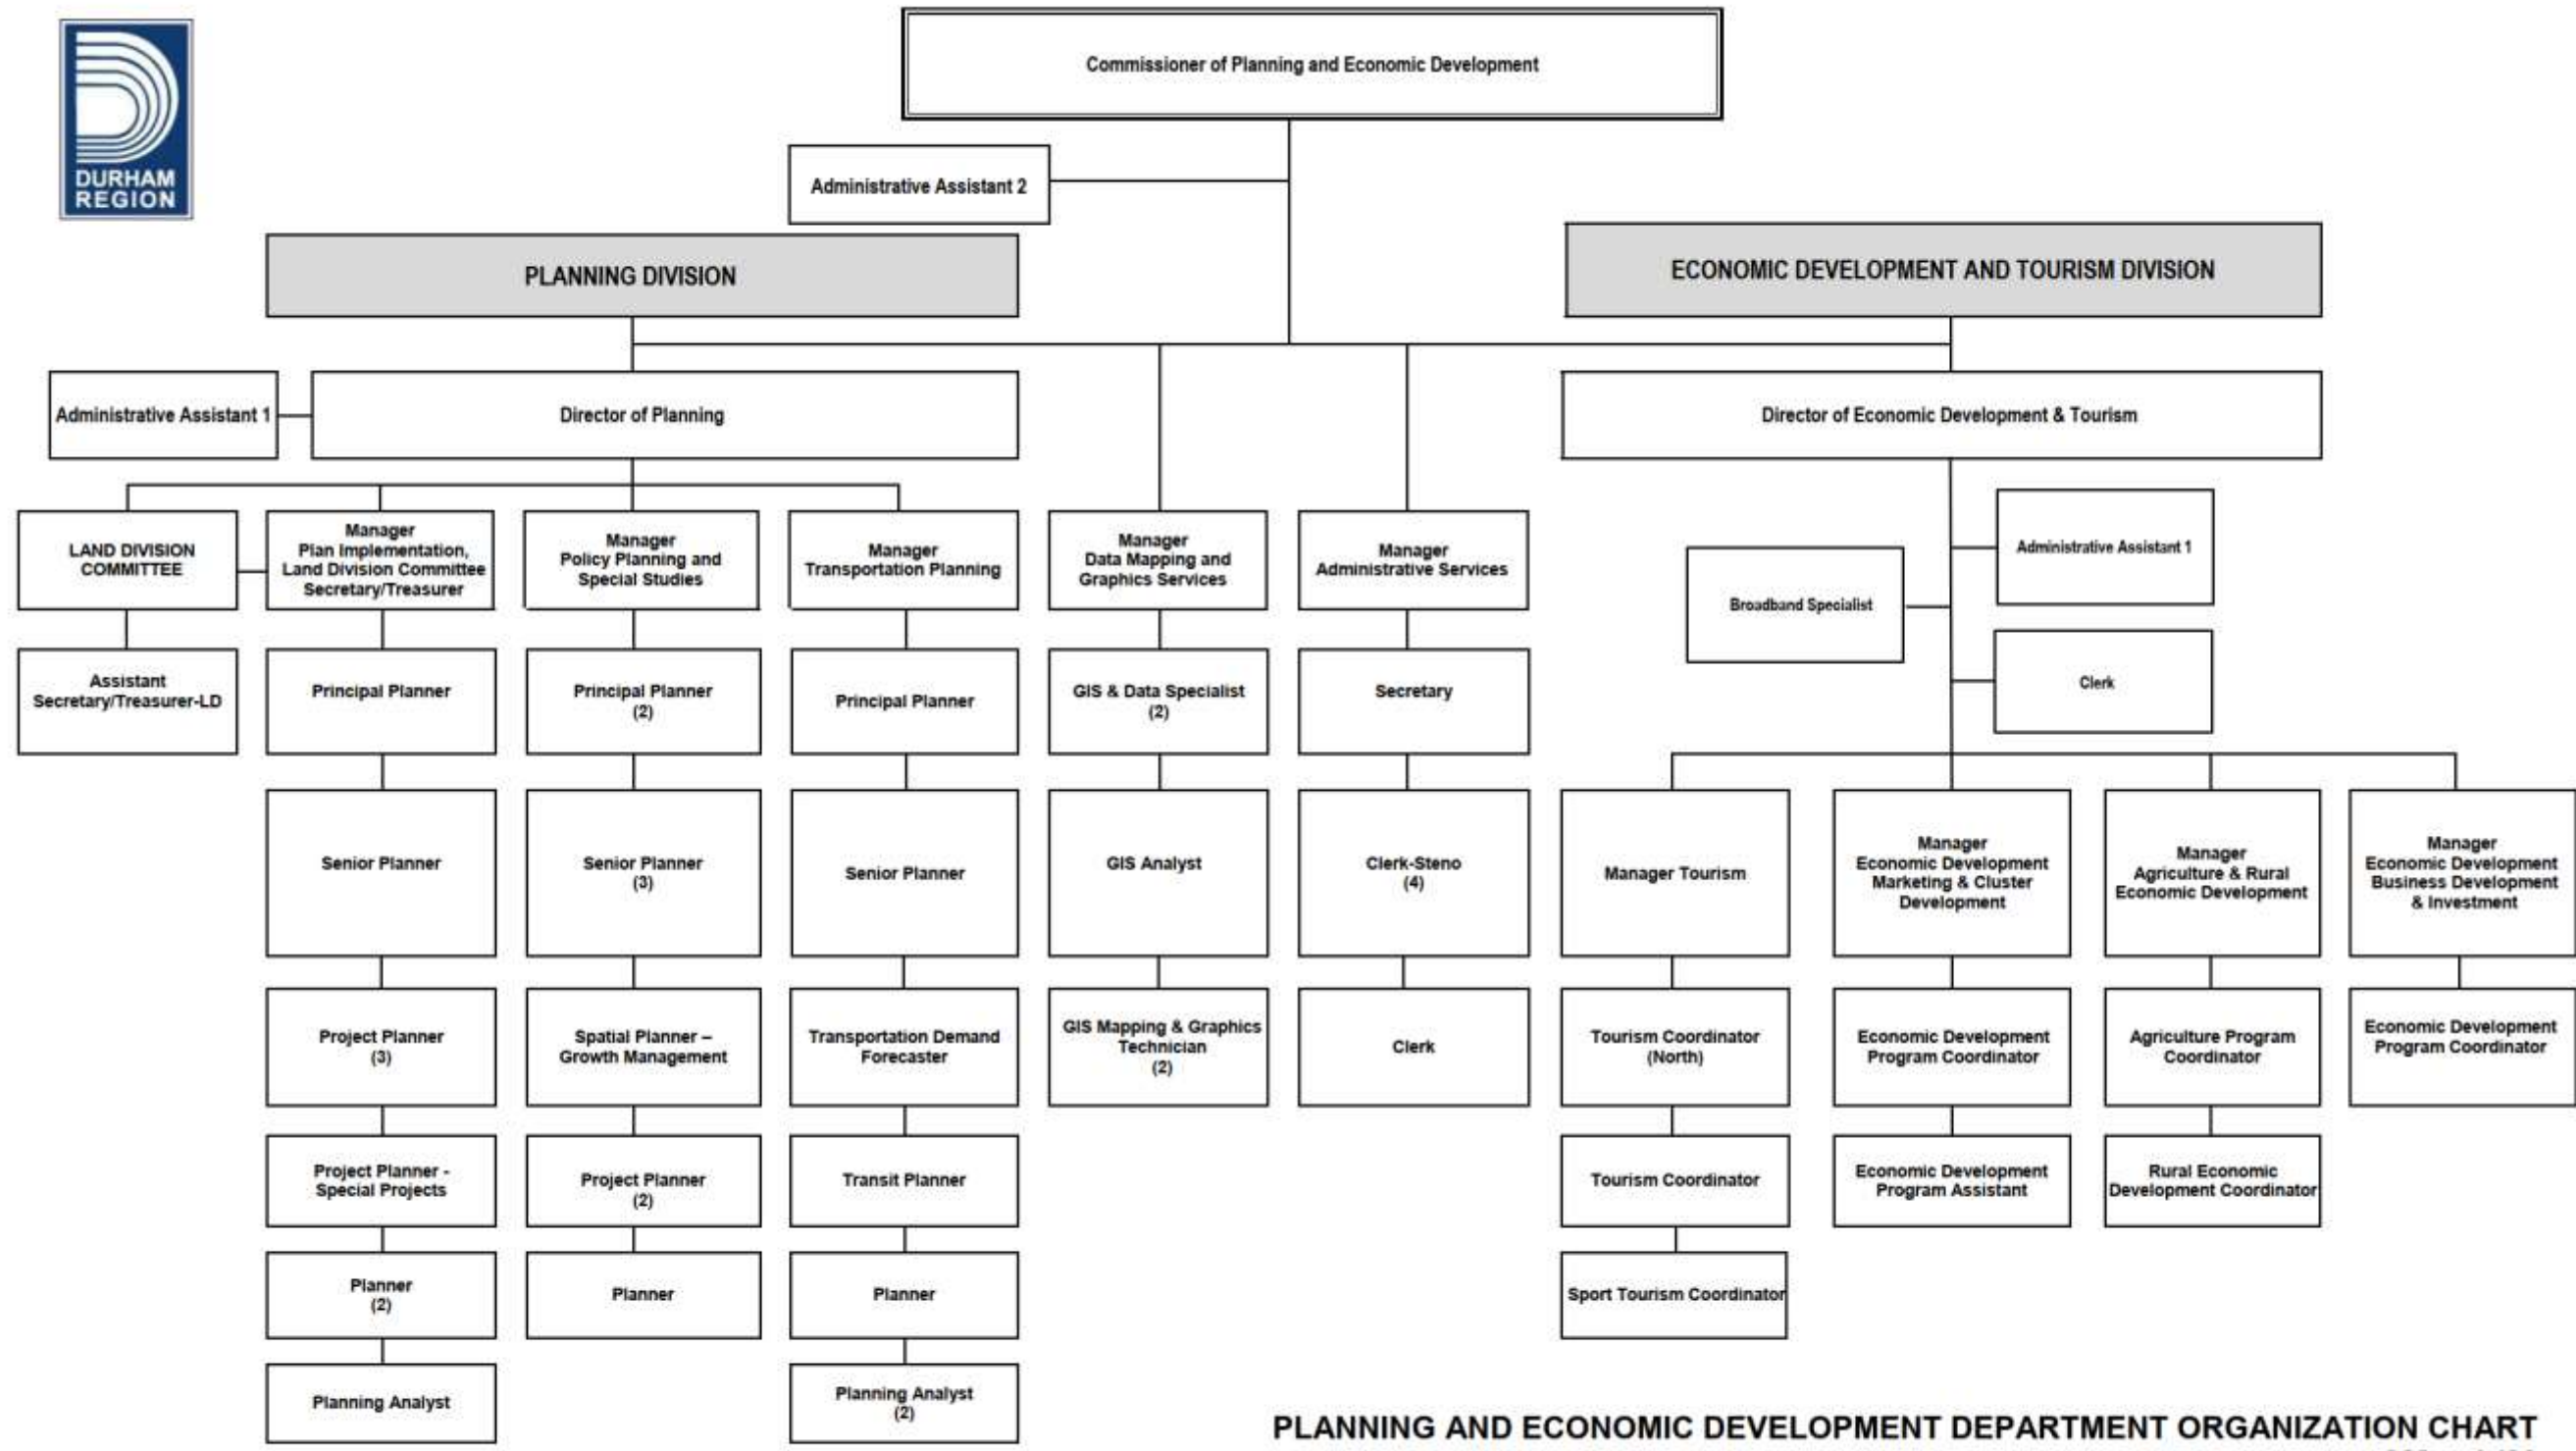 Commissioner of Planning and Economic Development
DURHAM
REGION
Administrative Assistant 2
PLANNING DIVISION
ECONOMIC DEVELOPMENT AND TOURISM DIVISION
Administrative Assistant 1
Director of Planning
Director of Economic Development & Tourism
LAND DIVISION
COMMITTEE
Manager
Plan Implementation,
Land Division Committee
Secretary/Treasurer
Manager
Policy Planning and
Special Studies
Manager
Transportation Planning
Manager
Data Mapping and
Graphics Services
Manager
Administrative Services
Administrative Assistant 1
Broadband Specialist
Clerk
Assistant
Secretary/Treasurer-LD
Principal Planner
Principal Planner
(2)
Principal Planner
GIS & Data Specialist
(2)
Secretary
Senior Planner
Senior Planner
(3)
Senior Planner
GIS Analyst
Clerk-Steno
(4)
Manager Tourism
Manager
Economic Development
Marketing & Cluster
Development
Manager
Agriculture & Rural
Economic Development
Manager
Economic Development
Business Development
& Investment
Project Planner
(3)
Spatial Planner –
Growth Management
Transportation Demand
Forecaster
GIS Mapping & Graphics
Technician
(2)
Clerk
Tourism Coordinator
(North)
Economic Development
Program Coordinator
Agriculture Program
Coordinator
Economic Development
Program Coordinator
Project Planner -
Special Projects
Project Planner
(2)
Transit Planner
Tourism Coordinator
Economic Development
Program Assistant
Rural Economic
Development Coordinator
Planner
(2)
Planner
Planner
Sport Tourism Coordinator
Planning Analyst
Planning Analyst
(2)
PLANNING AND ECONOMIC DEVELOPMENT DEPARTMENT ORGANIZATION CHART